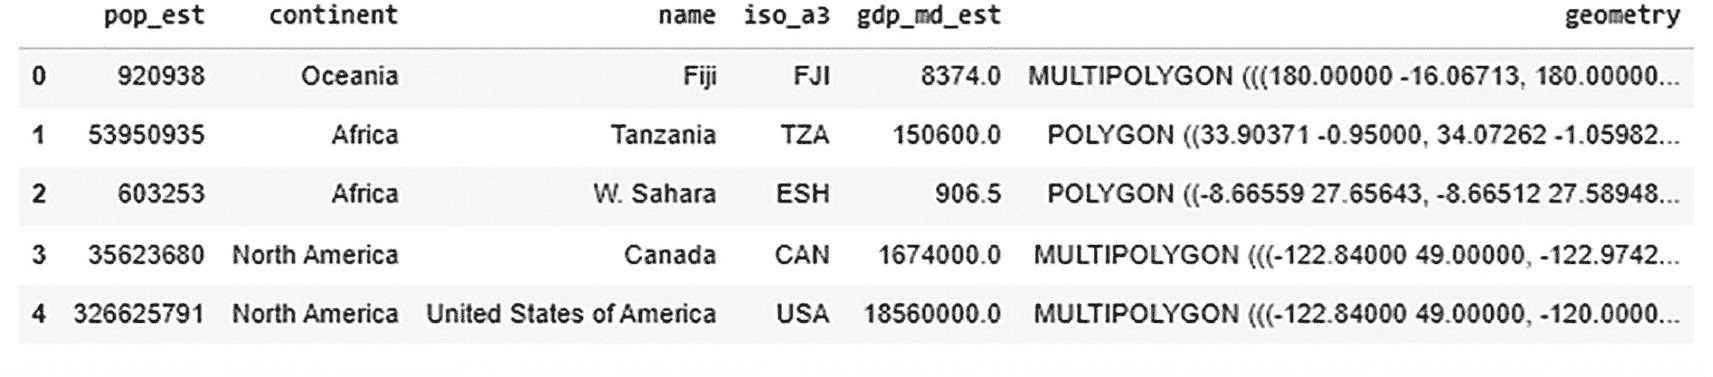 pop_est continent name iso_a3 gdp_md_est geometry
0 920938 Oceania Fiji FJI 8374.0 MULTIPOLYGON (((180.00000 -16.06713, 180.00000...
1 53950935 Africa Tanzania TZA 150600.0 POLYGON ((33.90371 -0.95000, 34.07262 -1.05982...
2 603253 Africa W. Sahara ESH 906.5 POLYGON ((-8.66559 27.65643, -8.66512 27.58948...
3 35623680 North America Canada CAN 1674000.0 MULTIPOLYGON (((-122.84000 49.00000, -122.9742...
4 326625791 North America United States of America USA 18560000.0 MULTIPOLYGON (((-122.84000 49.00000, -120.0000...